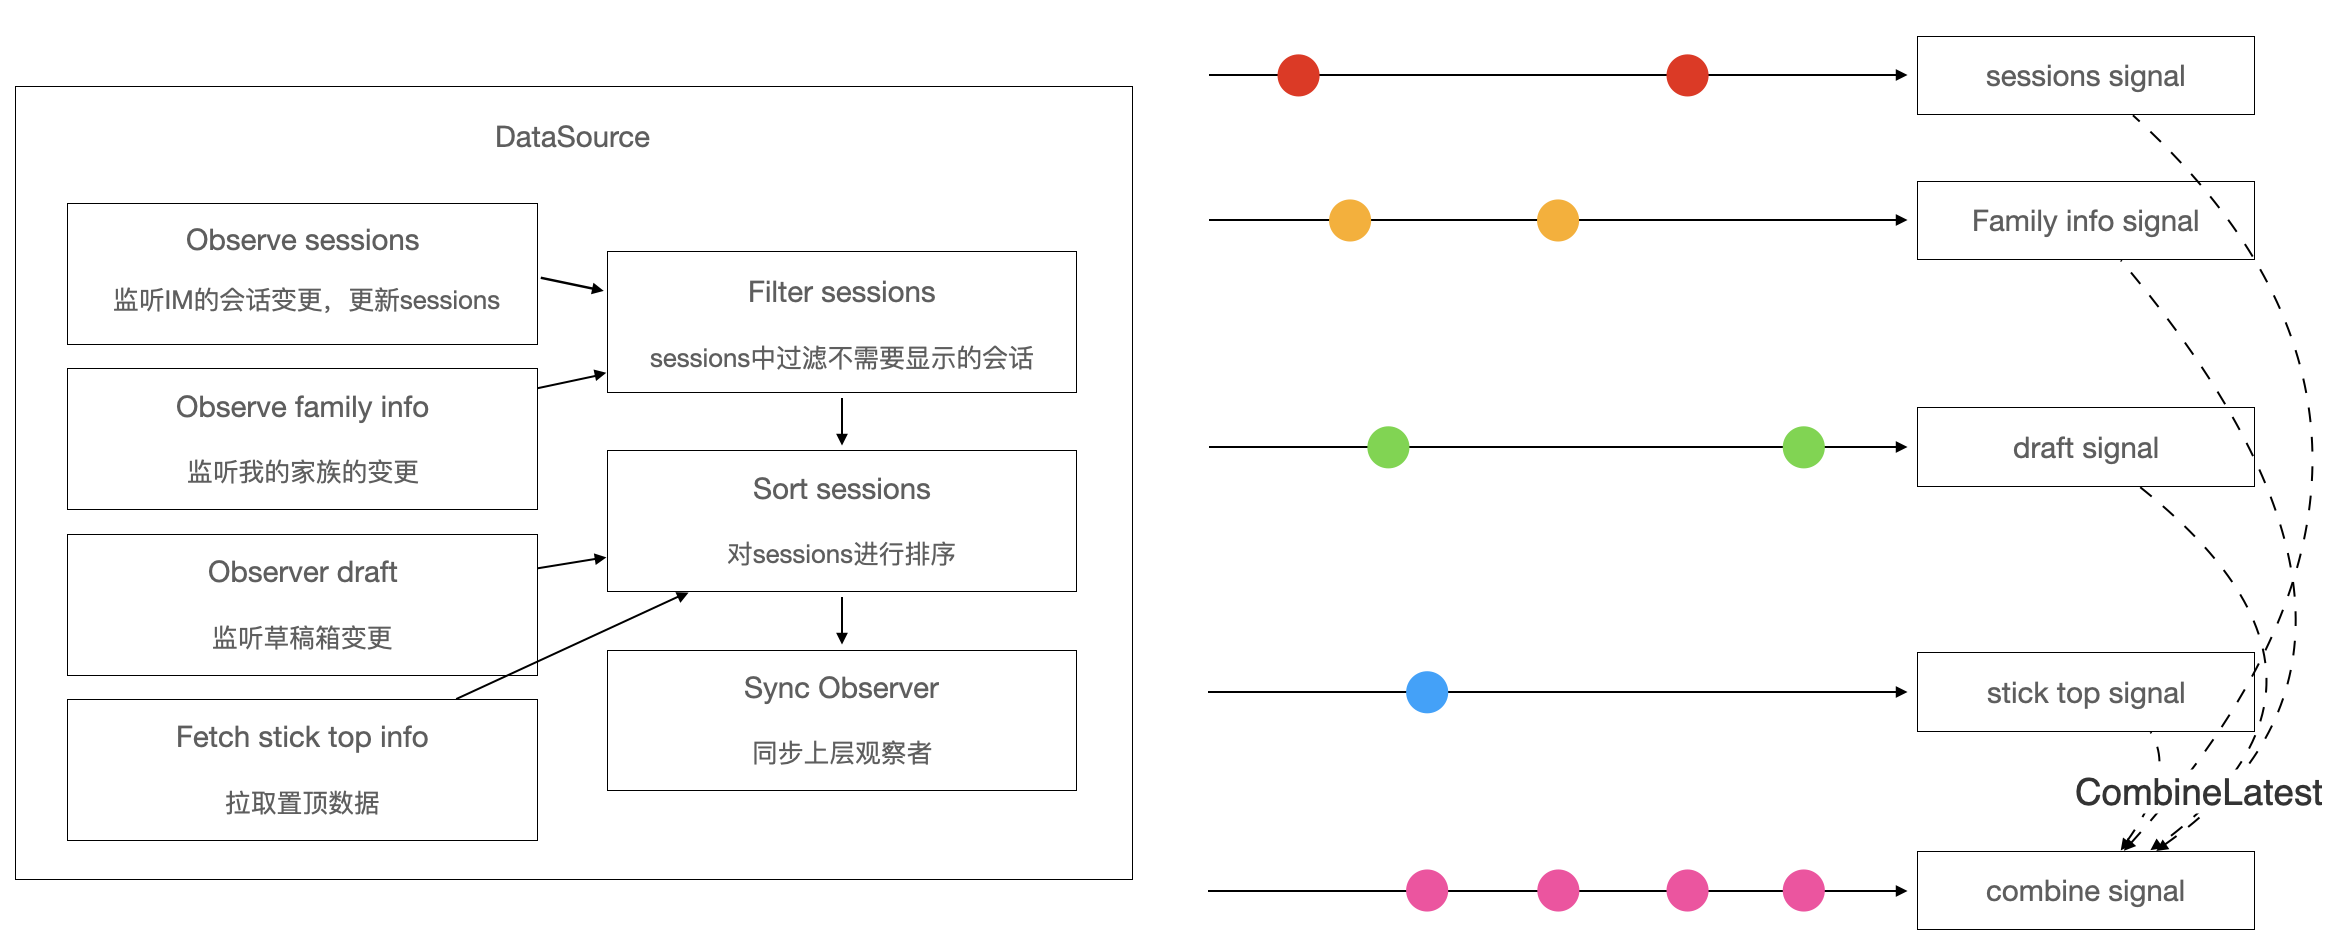 DataSource
Observe sessions
监听IM的会话变更，更新sessions
Observe family info
监听我的家族的变更
Observer draft
监听草稿箱变更
Fetch stick top info
拉取置顶数据
Filter sessions
sessions中过滤不需要显示的会话
Sort sessions
对sessions进行排序
Sync Observer
同步上层观察者
sessions signal
Family info signal
draft signal
stick top signal
CombineLatest
combine signal